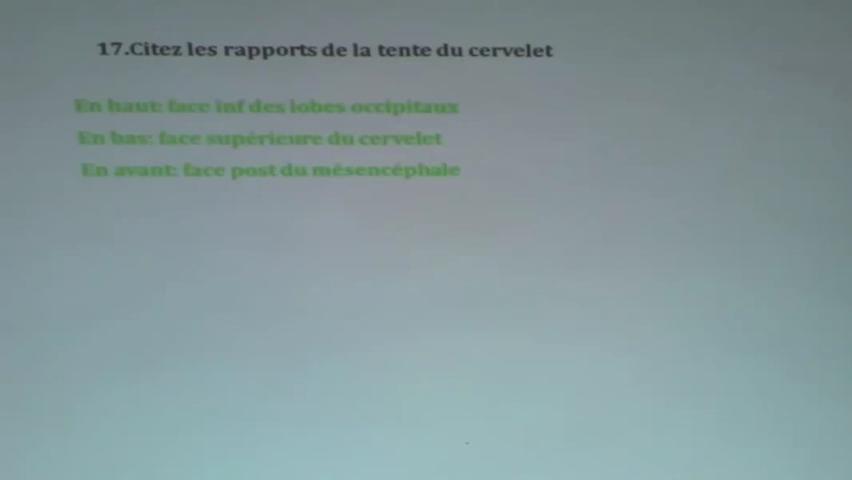 17.Citez les rapports de la tente du cervelet
En haut: face inf des lobes occipitaux
En bas: face supérieure du cervelet
En avant: face post du mésencéphale